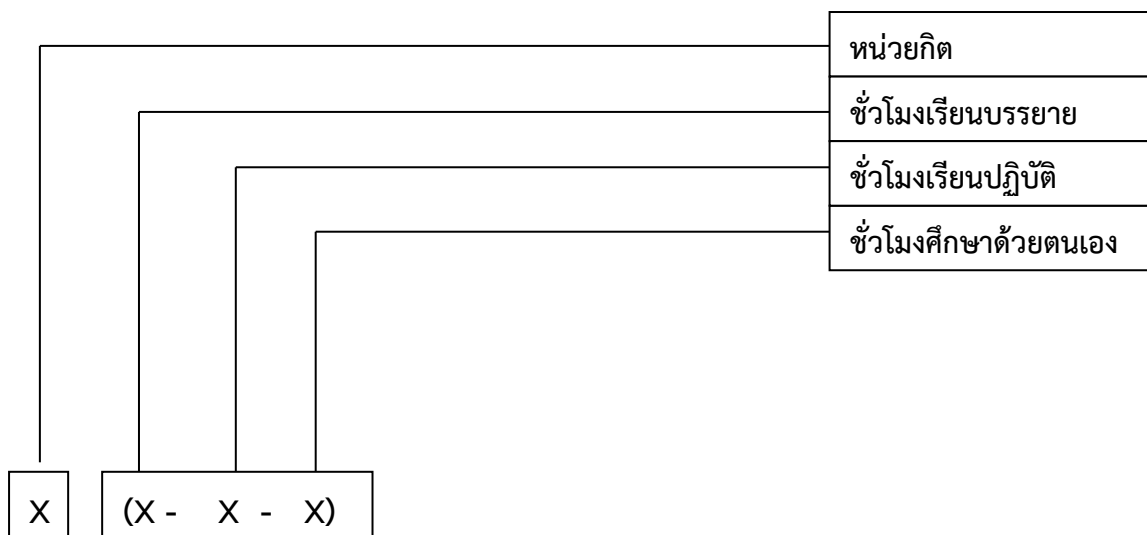 หน่วยกิต
ชั่วโมงเรียนบรรยาย
ชั่วโมงเรียนปฏิบัติ
ชั่วโมงศึกษาด้วยตนเอง
X (X - X - X)